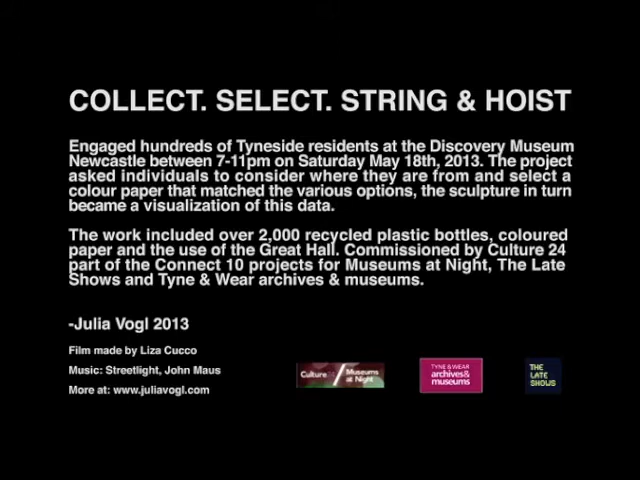 COLLECT. SELECT. STRING & HOIST
Engaged hundreds of Tyneside residents at the Discovery Museum
Newcastle between 7-11pm on Saturday May 18th, 2013. The project
asked individuals to consider where they are from and select a
colour paper that matched the various options, the sculpture in turn
became a visualization of this data.
The work included over 2,000 recycled plastic bottles, coloured
paper and the use of the Great Hall. Commissioned by Culture 24
part of the Connect 10 projects for Museums at Night, The Late
Shows and Tyne & Wear archives & museums.
-Julia Vogl 2013
Film made by Liza Cucco
Music: Streetlight, John Maus
More at: www.juliavogl.com
Culture24 / Museums
at Night
TYNE & WEAR
archives &
museums
THE
LATE
SHOWS